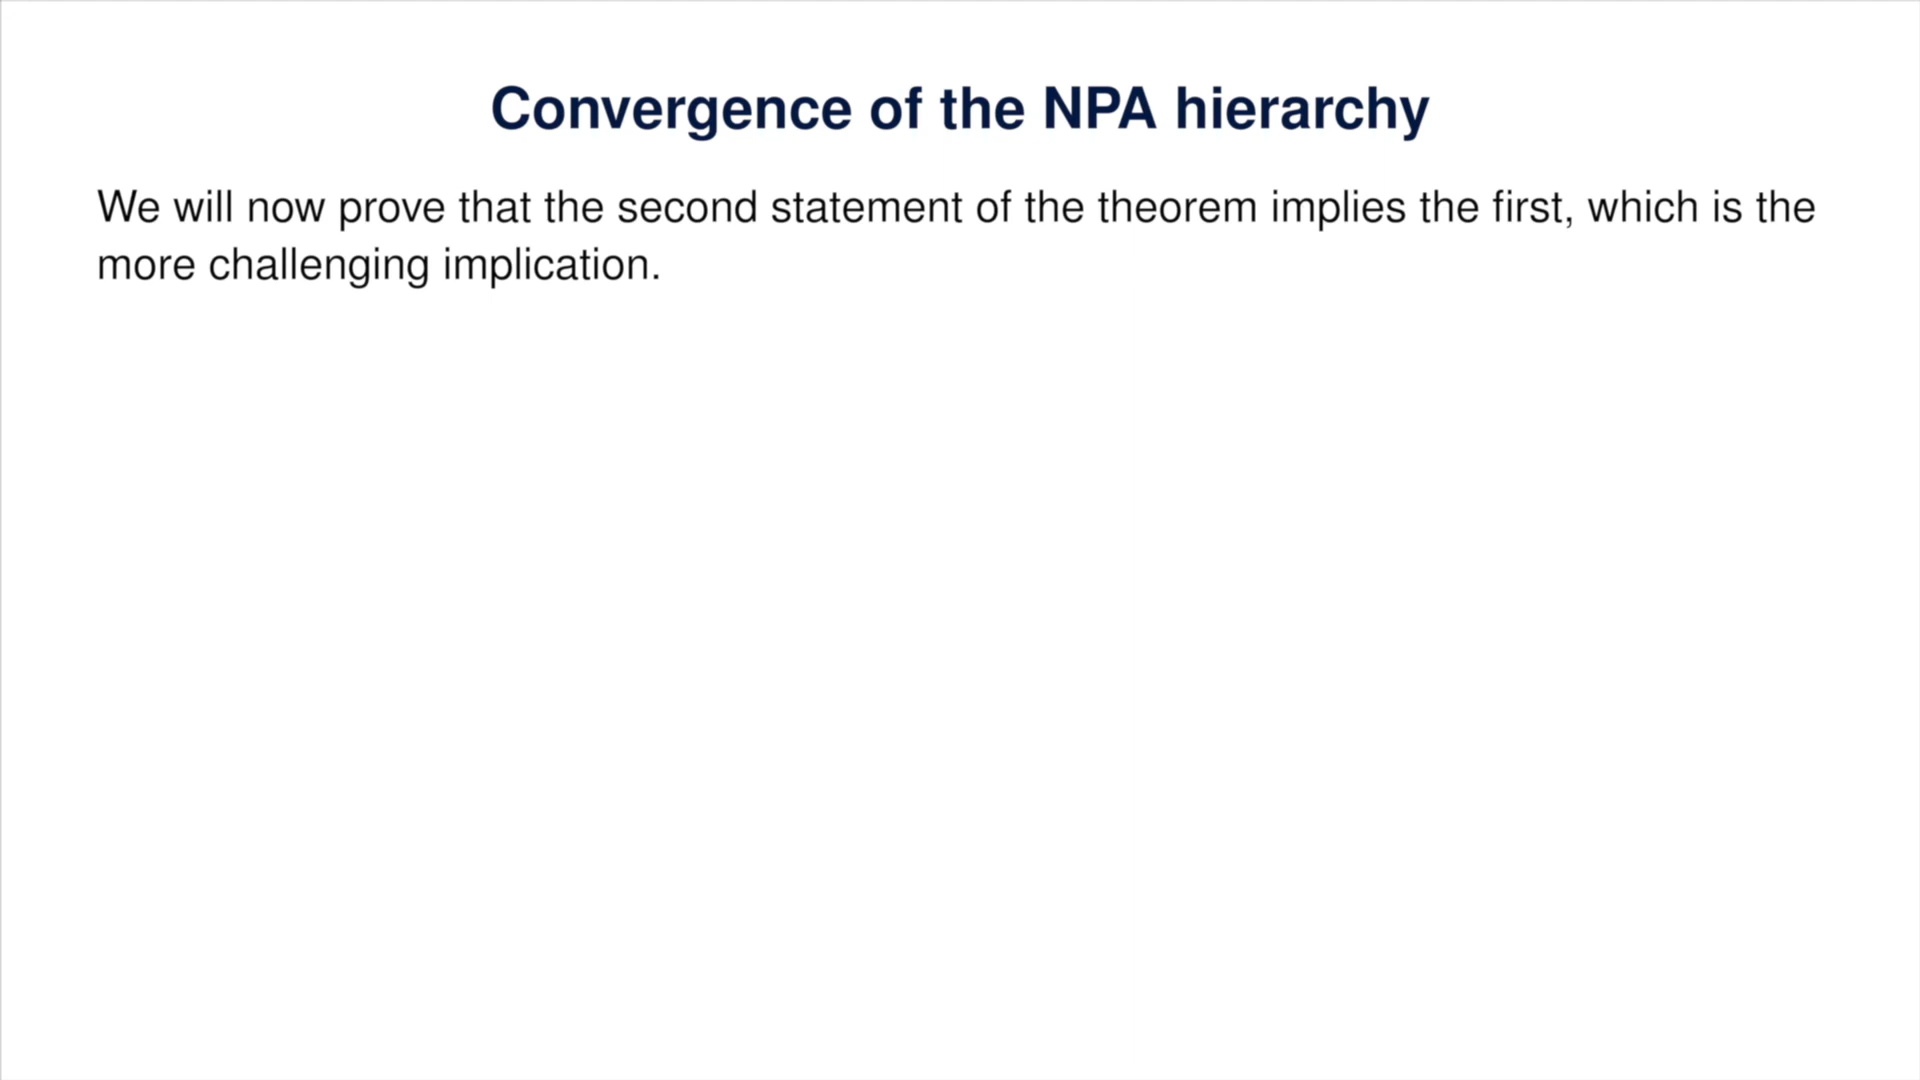 Convergence of the NPA hierarchy
We will now prove that the second statement of the theorem implies the first, which is the
more challenging implication.